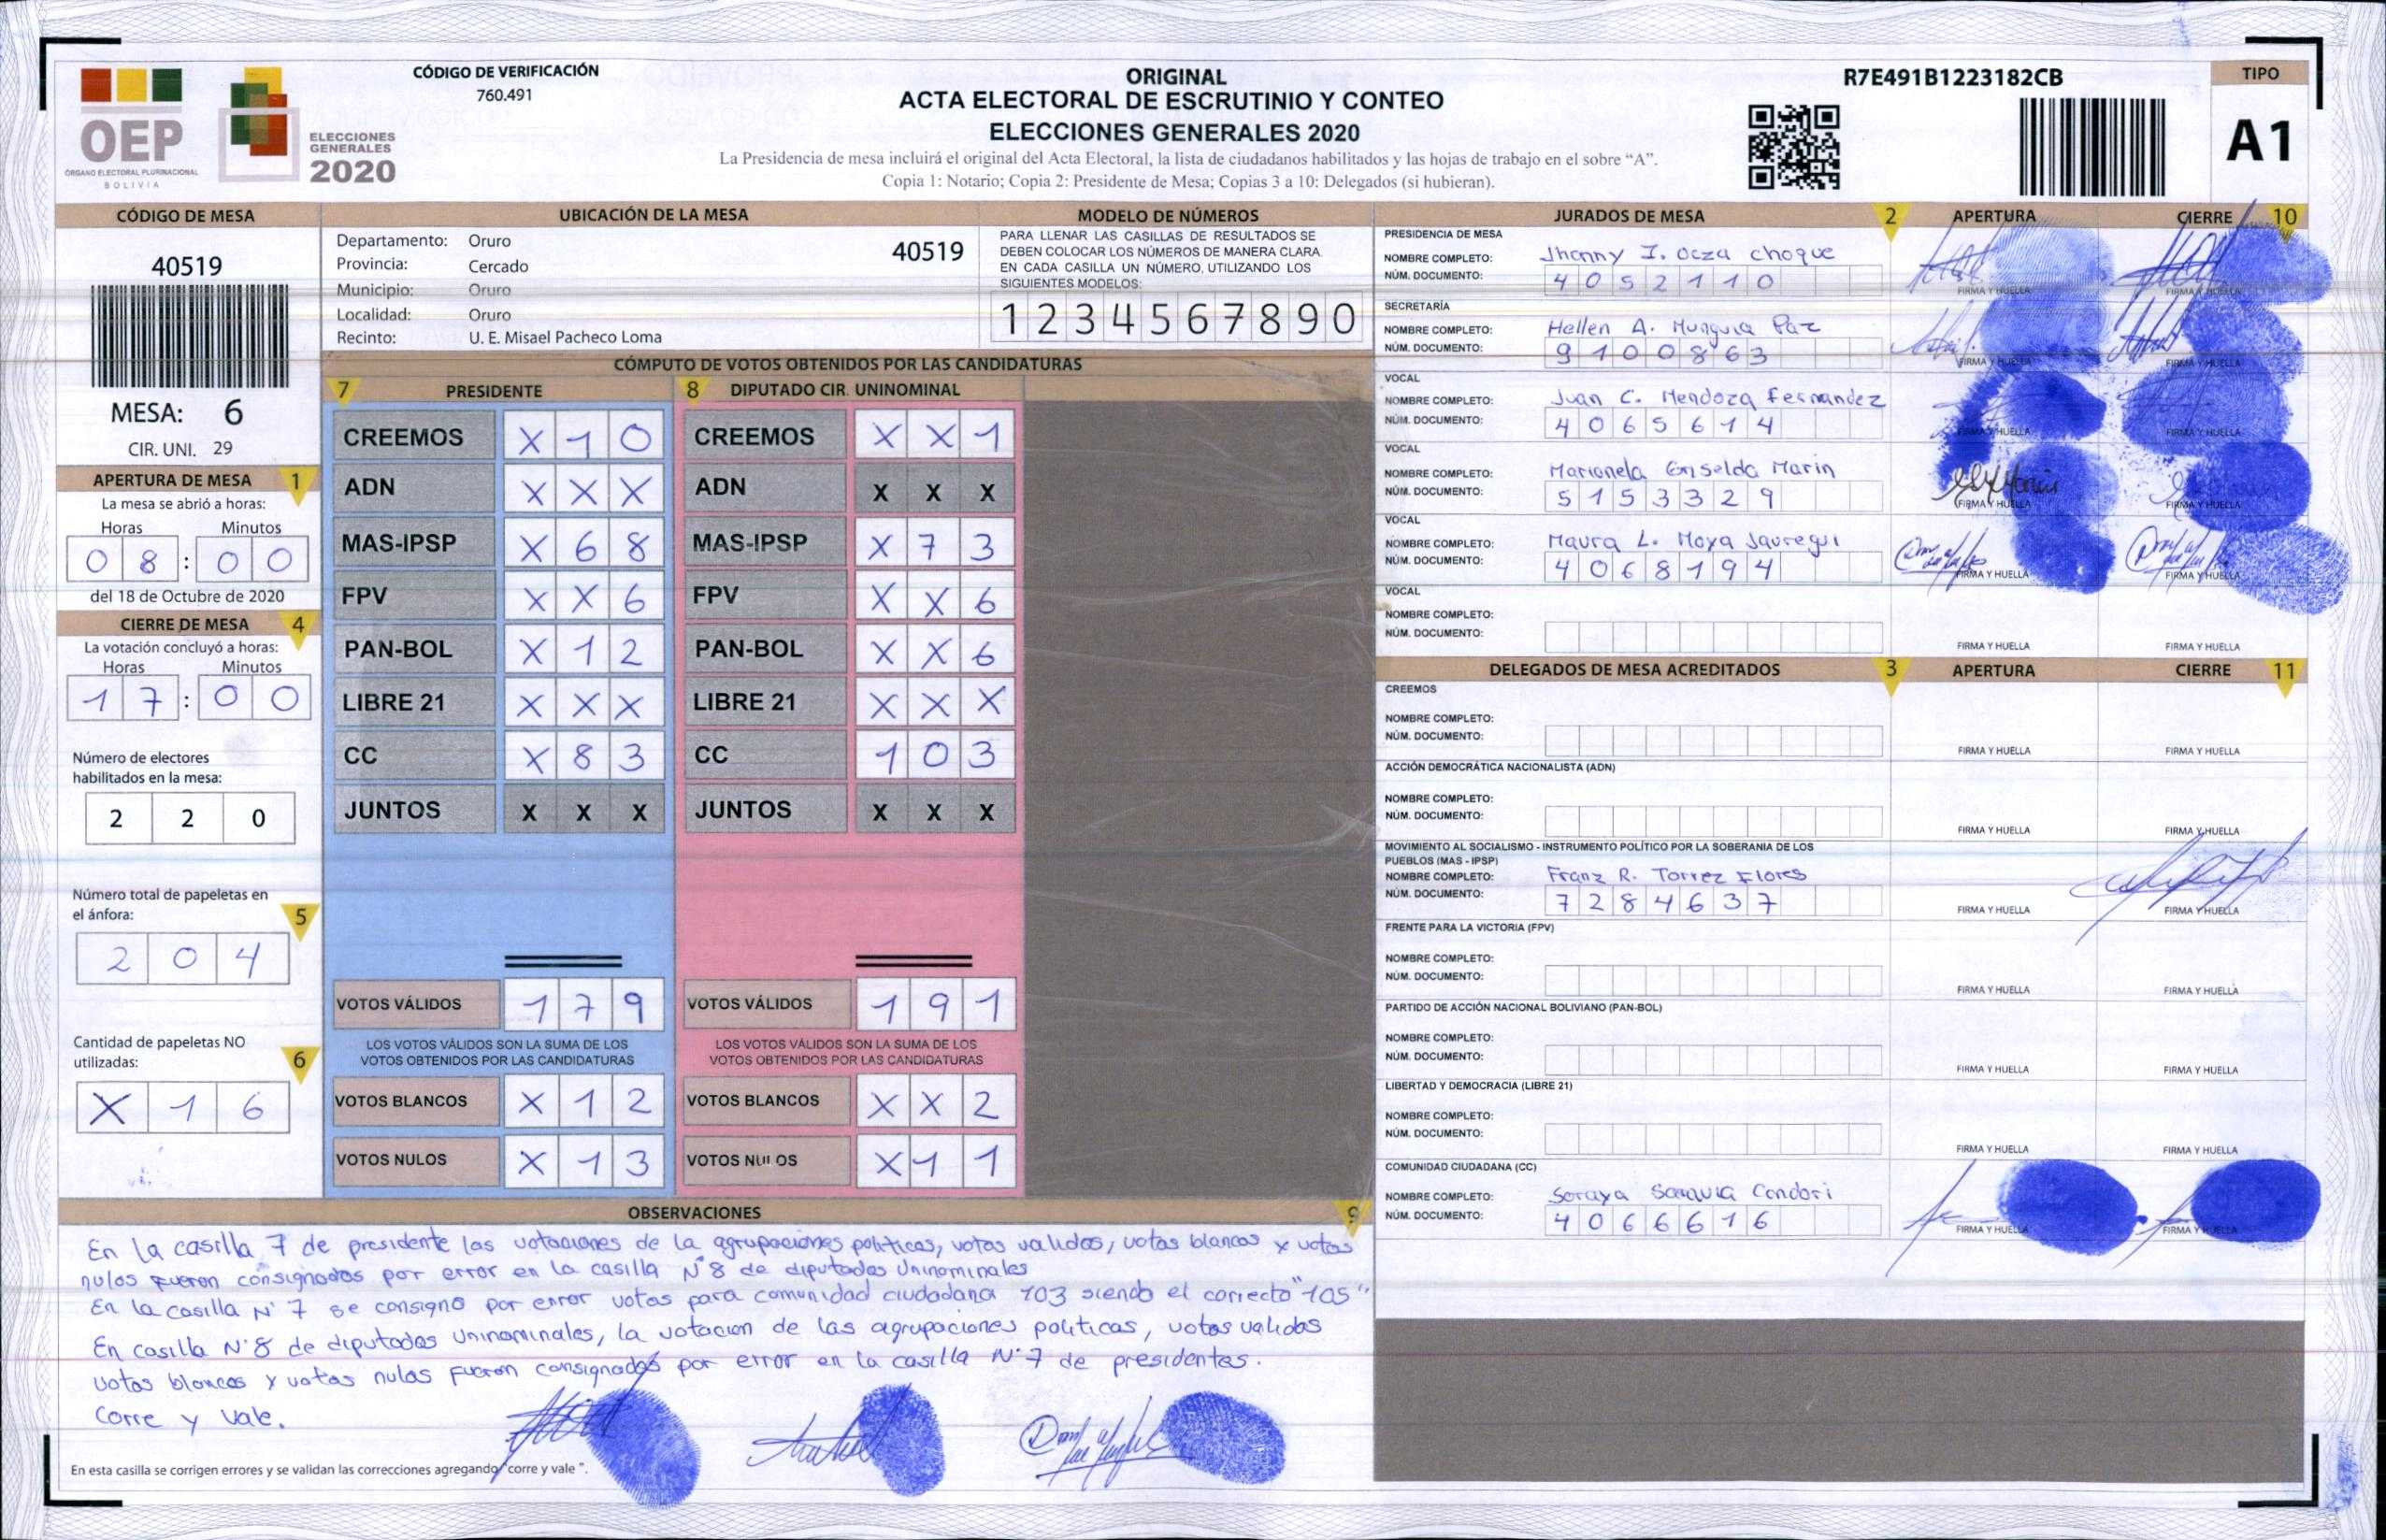 CÓDIGO DE VERIFICACIÓN
760.491
OEP
ÓRGANO ELECTORAL PLURINACIONAL
BOLIVIA
ELECCIONES
GENERALES
2020
ORIGINAL
ACTA ELECTORAL DE ESCRUTINIO Y CONTEO
ELECCIONES GENERALES 2020
La Presidencia de mesa incluirá el original del Acta Electoral, la lista de ciudadanos habilitados y las hojas de trabajo en el sobre “A”.
Copia 1: Notario; Copia 2: Presidente de Mesa; Copias 3 a 10: Delegados (si hubieran).
R7E491B1223182CB
TIPO
A1
CÓDIGO DE MESA
40519
MESA: 6
CIR. UNI. 29
APERTURA DE MESA 1
La mesa se abrió a horas:
Horas Minutos
0 8 : 0 0
del 18 de Octubre de 2020
CIERRE DE MESA 4
La votación concluyó a horas:
Horas Minutos
1 7 : 0 0
Número de electores
habilitados en la mesa:
2 2 0
Número total de papeletas en
el ánfora: 5
2 0 4
Cantidad de papeletas NO
utilizadas: 6
X 1 6
UBICACIÓN DE LA MESA
Departamento: Oruro 40519
Provincia: Cercado
Municipio: Oruro
Localidad: Oruro
Recinto: U. E. Misael Pacheco Loma
MODELO DE NÚMEROS
PARA LLENAR LAS CASILLAS DE RESULTADOS SE
DEBEN COLOCAR LOS NÚMEROS DE MANERA CLARA.
EN CADA CASILLA UN NÚMERO, UTILIZANDO LOS
SIGUIENTES MODELOS:
1 2 3 4 5 6 7 8 9 0
CÓMPUTO DE VOTOS OBTENIDOS POR LAS CANDIDATURAS
7 PRESIDENTE 8 DIPUTADO CIR. UNINOMINAL
CREEMOS X 1 0 CREEMOS X X 1
ADN X X X ADN X X X
MAS-IPSP X 6 8 MAS-IPSP X 7 3
FPV X X 6 FPV X X 6
PAN-BOL X 1 2 PAN-BOL X X 6
LIBRE 21 X X X LIBRE 21 X X X
CC X 8 3 CC 1 0 3
JUNTOS X X X JUNTOS X X X
VOTOS VÁLIDOS 1 7 9 VOTOS VÁLIDOS 1 9 1
LOS VOTOS VÁLIDOS SON LA SUMA DE LOS LOS VOTOS VÁLIDOS SON LA SUMA DE LOS
VOTOS OBTENIDOS POR LAS CANDIDATURAS VOTOS OBTENIDOS POR LAS CANDIDATURAS
VOTOS BLANCOS X 1 2 VOTOS BLANCOS X X 2
VOTOS NULOS X 1 3 VOTOS NULOS X 1 1
OBSERVACIONES 9
En la casilla 7 de presidente las votaciones de la agrupaciones politicas, votos validos, votos blancos y votos
nulos fueron consignados por error en la casilla N°8 de diputados Uninominales
En la casilla N° 7 se consigno por error votos para comunidad ciudadana 103 siendo el correcto "105"
En casilla N°8 de diputados Uninominales, la votacion de las agrupaciones politicas, votos validos
votos blancos y votos nulos fueron consignados por error en la casilla N°7 de presidentes.
Corre y vale.
En esta casilla se corrigen errores y se validan las correcciones agregando "corre y vale".
JURADOS DE MESA 2 APERTURA CIERRE 10
PRESIDENCIA DE MESA
NOMBRE COMPLETO: Jhonny I. Ocza Choque
NÚM. DOCUMENTO: 4 0 5 2 1 1 0
FIRMA Y HUELLA FIRMA Y HUELLA
SECRETARÍA
NOMBRE COMPLETO: Hellen A. Munguia Paz
NÚM. DOCUMENTO: 9 1 0 0 8 6 3
FIRMA Y HUELLA FIRMA Y HUELLA
VOCAL
NOMBRE COMPLETO: Juan C. Mendoza Fernandez
NÚM. DOCUMENTO: 4 0 6 5 6 1 4
FIRMA Y HUELLA FIRMA Y HUELLA
VOCAL
NOMBRE COMPLETO: Marionela Griselda Marin
NÚM. DOCUMENTO: 5 1 5 3 3 2 9
FIRMA Y HUELLA FIRMA Y HUELLA
VOCAL
NOMBRE COMPLETO: Maura L. Moya Jauregui
NÚM. DOCUMENTO: 4 0 6 8 1 9 4
FIRMA Y HUELLA FIRMA Y HUELLA
VOCAL
NOMBRE COMPLETO:
NÚM. DOCUMENTO:
FIRMA Y HUELLA FIRMA Y HUELLA
DELEGADOS DE MESA ACREDITADOS 3 APERTURA CIERRE 11
CREEMOS
NOMBRE COMPLETO:
NÚM. DOCUMENTO:
FIRMA Y HUELLA FIRMA Y HUELLA
ACCIÓN DEMOCRÁTICA NACIONALISTA (ADN)
NOMBRE COMPLETO:
NÚM. DOCUMENTO:
FIRMA Y HUELLA FIRMA Y HUELLA
MOVIMIENTO AL SOCIALISMO - INSTRUMENTO POLÍTICO POR LA SOBERANIA DE LOS
PUEBLOS (MAS - IPSP)
NOMBRE COMPLETO: Franz R. Torrez Flores
NÚM. DOCUMENTO: 7 2 8 4 6 3 7
FIRMA Y HUELLA FIRMA Y HUELLA
FRENTE PARA LA VICTORIA (FPV)
NOMBRE COMPLETO:
NÚM. DOCUMENTO:
FIRMA Y HUELLA FIRMA Y HUELLA
PARTIDO DE ACCIÓN NACIONAL BOLIVIANO (PAN-BOL)
NOMBRE COMPLETO:
NÚM. DOCUMENTO:
FIRMA Y HUELLA FIRMA Y HUELLA
LIBERTAD Y DEMOCRACIA (LIBRE 21)
NOMBRE COMPLETO:
NÚM. DOCUMENTO:
FIRMA Y HUELLA FIRMA Y HUELLA
COMUNIDAD CIUDADANA (CC)
NOMBRE COMPLETO: Soraya Condori
NÚM. DOCUMENTO: 4 0 6 6 6 1 6
FIRMA Y HUELLA FIRMA Y HUELLA